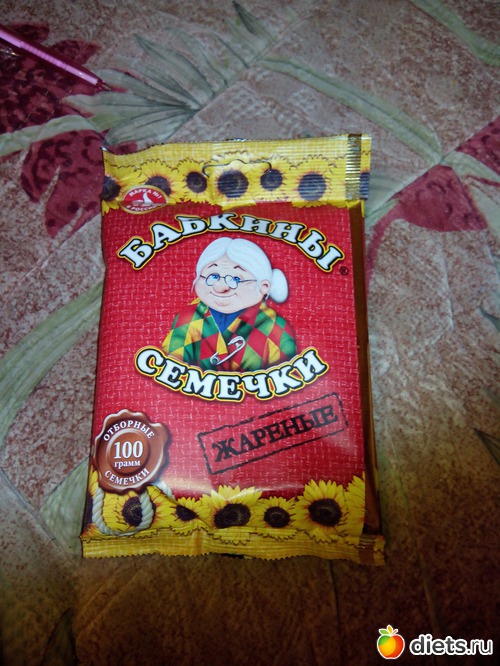 БАБКИНЫ
®
СЕМЕЧКИ
ЖАРЕНЫЕ
ОТБОРНЫЕ
100
грамм
СЕМЕЧКИ
diets.ru